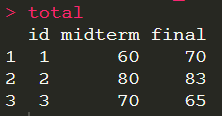 > total
  id midterm final
1  1      60    70
2  2      80    83
3  3      70    65